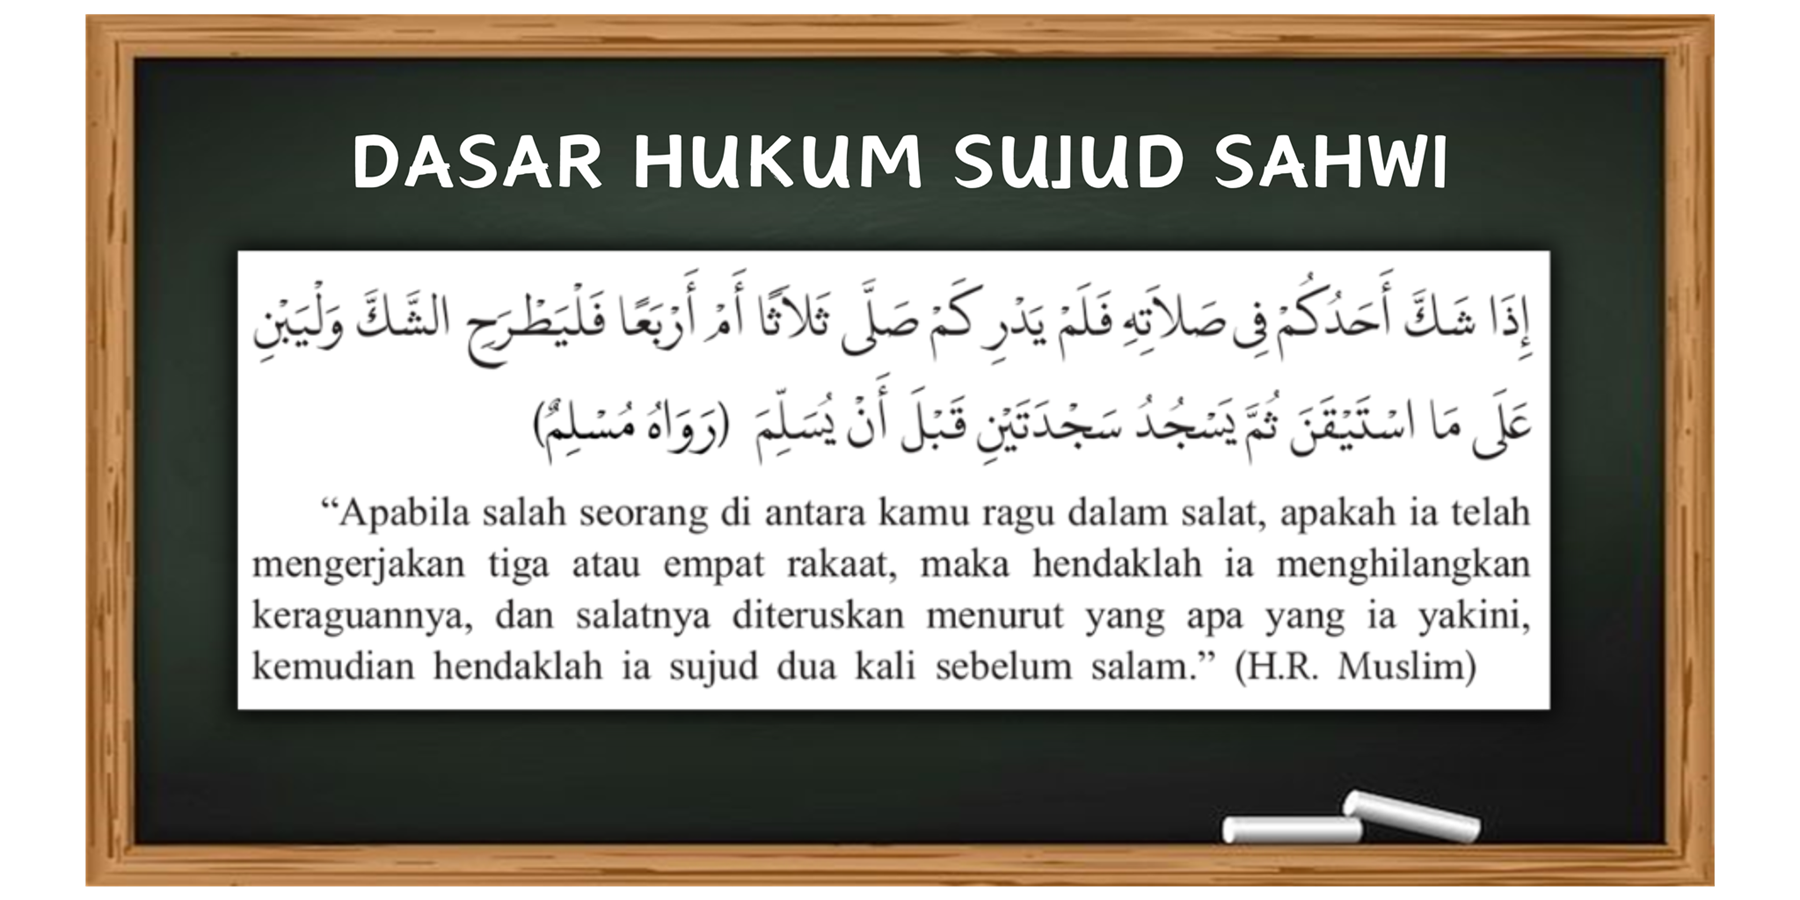 DASAR HUKUM SUJUD SAHWI
إِذَا شَكَّ أَحَدُكُمْ فِى صَلاَتِهِ فَلَمْ يَدْرِ كَمْ صَلَّى ثَلاَثًا أَمْ أَرْبَعًا فَلْيَطْرَحِ الشَّكَّ وَلْيَبْنِ
عَلَى مَا اسْتَيْقَنَ ثُمَّ يَسْجُدُ سَجْدَتَيْنِ قَبْلَ أَنْ يُسَلِّمَ (رَوَاهُ مُسْلِمٌ)
“Apabila salah seorang di antara kamu ragu dalam salat, apakah ia telah
mengerjakan tiga atau empat rakaat, maka hendaklah ia menghilangkan
keraguannya, dan salatnya diteruskan menurut yang apa yang ia yakini,
kemudian hendaklah ia sujud dua kali sebelum salam.” (H.R. Muslim)